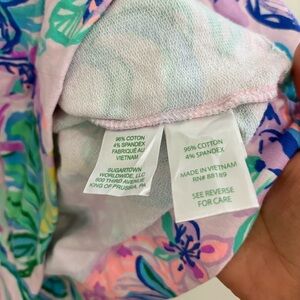 96% COTTON
4% SPANDEX
FABRIQUÉ AU
VIETNAM
SUGARTOWN
WORLDWIDE, LLC
800 THIRD AVENUE
KING OF PRUSSIA, PA
96% COTTON
4% SPANDEX
MADE IN VIETNAM
RN# 88189
SEE REVERSE
FOR CARE